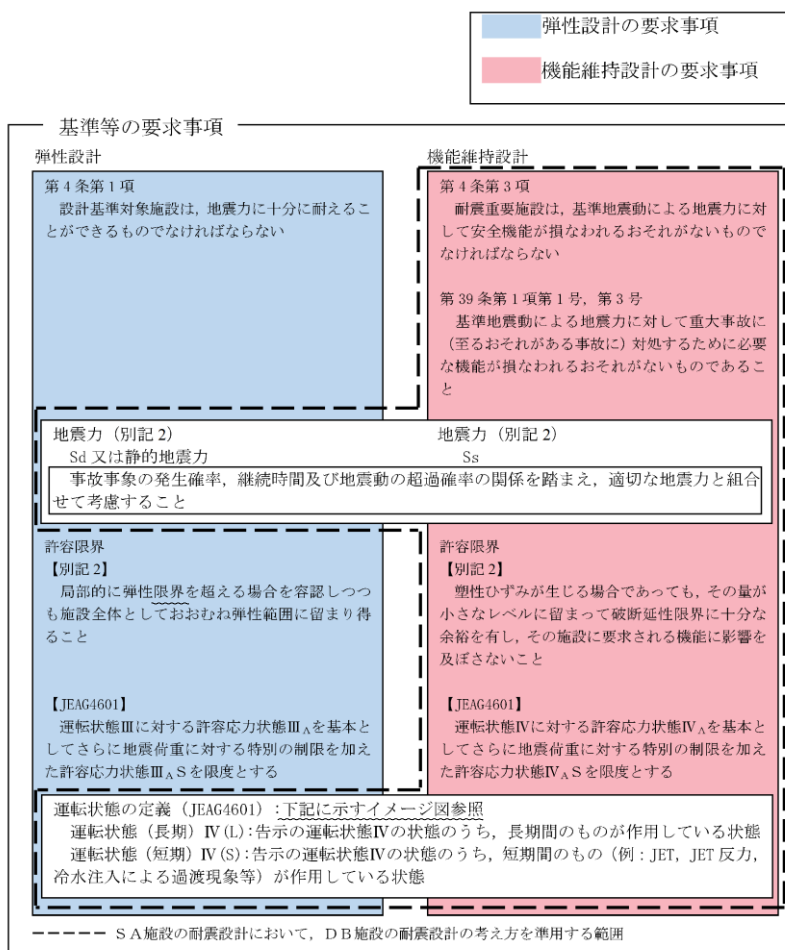 弾性設計の要求事項
機能維持設計の要求事項
基準等の要求事項
弾性設計
第4条第1項
設計基準対象施設は，地震力に十分に耐えるこ
とができるものでなければならない
機能維持設計
第4条第3項
耐震重要施設は，基準地震動による地震力に対
して安全機能が損なわれるおそれがないもので
なければならない
第39条第1項第1号，第3号
基準地震動による地震力に対して重大事故に
（至るおそれがある事故に）対処するために必要
な機能が損なわれるおそれがないものであるこ
と
地震力（別記2）
Sd又は静的地震力
地震力（別記2）
Ss
事故事象の発生確率，継続時間及び地震動の超過確率の関係を踏まえ，適切な地震力と組合
せて考慮すること
許容限界
【別記2】
局部的に弾性限界を超える場合を容認しつつ
も施設全体としておおむね弾性範囲に留まり得
ること
【JEAG4601】
運転状態Ⅲに対する許容応力状態ⅢAを基本と
してさらに地震荷重に対する特別の制限を加え
た許容応力状態ⅢASを限度とする
許容限界
【別記2】
塑性ひずみが生じる場合であっても，その量が
小さなレベルに留まって破断延性限界に十分な
余裕を有し，その施設に要求される機能に影響を
及ぼさないこと
【JEAG4601】
運転状態Ⅳに対する許容応力状態ⅣAを基本と
してさらに地震荷重に対する特別の制限を加え
た許容応力状態ⅣASを限度とする
運転状態の定義（JEAG4601）：下記に示すイメージ図参照
運転状態（長期）Ⅳ(L)：告示の運転状態Ⅳの状態のうち，長期間のものが作用している状態
運転状態（短期）Ⅳ(S)：告示の運転状態Ⅳの状態のうち，短期間のもの（例：JET，JET反力，
冷水注入による過渡現象等）が作用している状態
ＳＡ施設の耐震設計において，ＤＢ施設の耐震設計の考え方を準用する範囲